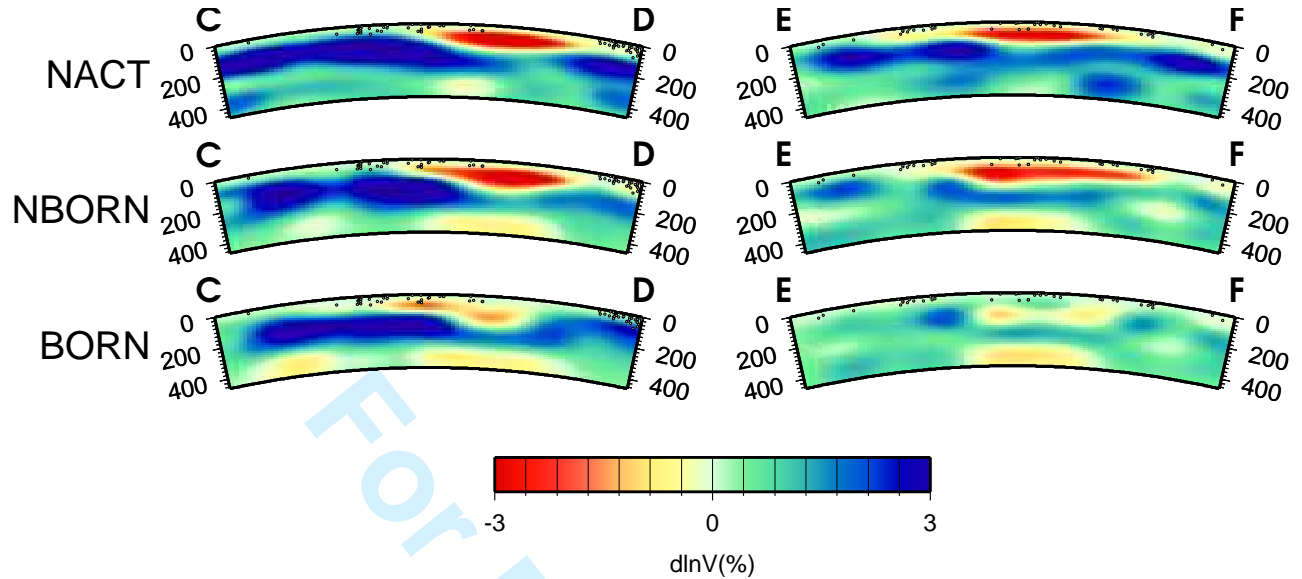 C D E F
NACT 0 200 400 0 200 400 0 200 400 0 200 400
C D E F
NBORN 0 200 400 0 200 400 0 200 400 0 200 400
C D E F
BORN 0 200 400 0 200 400 0 200 400 0 200 400
For
-3 0 3
dlnV(%)